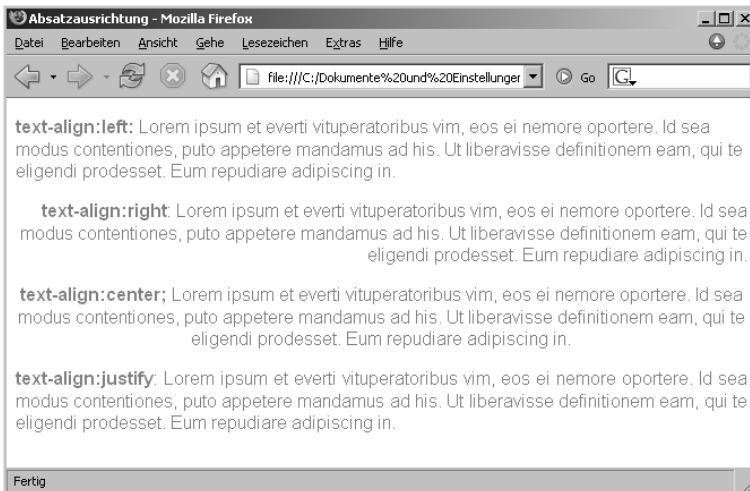 Absatzausrichtung - Mozilla Firefox
Datei Bearbeiten Ansicht Gehe Lesezeichen Extras Hilfe
file:///C:/Dokumente%20und%20Einstellunger Go G
text-align:left: Lorem ipsum et everti vituperatoribus vim, eos ei nemore oportere. Id sea
modus contentiones, puto appetere mandamus ad his. Ut liberavisse definitionem eam, qui te
eligendi prodesset. Eum repudiare adipiscing in.
text-align:right: Lorem ipsum et everti vituperatoribus vim, eos ei nemore oportere. Id sea
modus contentiones, puto appetere mandamus ad his. Ut liberavisse definitionem eam, qui te
eligendi prodesset. Eum repudiare adipiscing in.
text-align:center; Lorem ipsum et everti vituperatoribus vim, eos ei nemore oportere. Id sea
modus contentiones, puto appetere mandamus ad his. Ut liberavisse definitionem eam, qui te
eligendi prodesset. Eum repudiare adipiscing in.
text-align:justify: Lorem ipsum et everti vituperatoribus vim, eos ei nemore oportere. Id sea
modus contentiones, puto appetere mandamus ad his. Ut liberavisse definitionem eam, qui te
eligendi prodesset. Eum repudiare adipiscing in.
Fertig